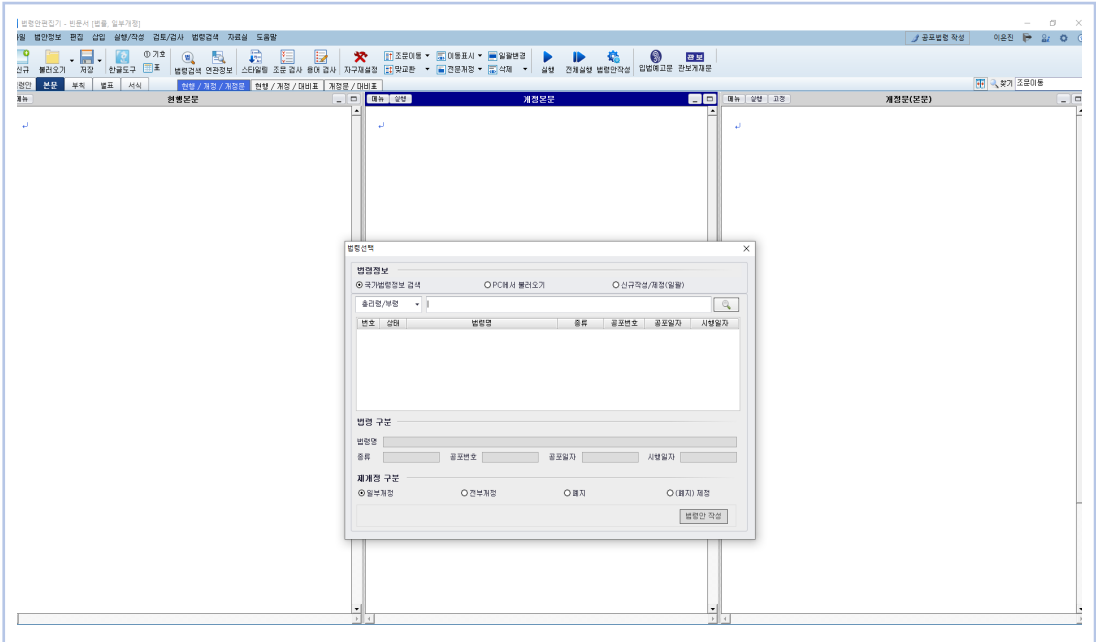 법령안편집기 - 빈문서 [법률, 일부개정]
파일 법안정보 편집 삽입 실행/작성 검토/검사 법령검색 자료실 도움말
공포법령 작성 이은진
신규 불러오기 저장 한글도구 ①기호 표 법령검색 연관정보 스타일링 조문 검사 용어 검사 자구재설정 조문이동 이동표시 일괄변경 맞교환 전문개정 삭제 실행 전체실행 법령안작성 입법예고문 관보 관보게재문
법령안 본문 부칙 별표 서식 현행 / 개정 / 개정문 현행 / 개정 / 대비표 개정문 / 대비표 찾기 조문이동
메뉴 현행본문 메뉴 실행 개정본문 메뉴 실행 고정 개정문(본문)
법령선택
법령정보
국가법령정보 검색 PC에서 불러오기 신규작성/제정(일괄)
총리령/부령
번호 상태 법령명 종류 공포번호 공포일자 시행일자
법령 구분
법령명
종류 공포번호 공포일자 시행일자
제개정 구분
일부개정 전부개정 폐지 (폐지) 제정
법령안 작성